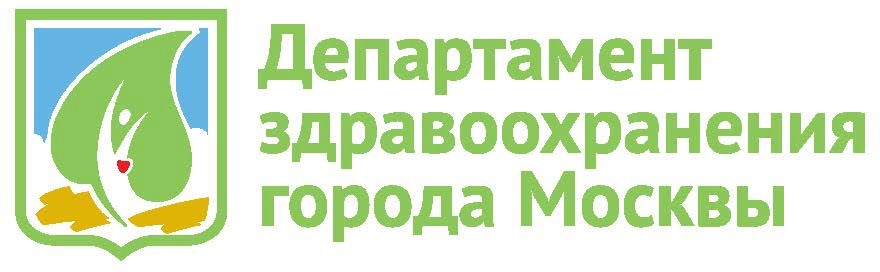 Департамент
здравоохранения
города Москвы